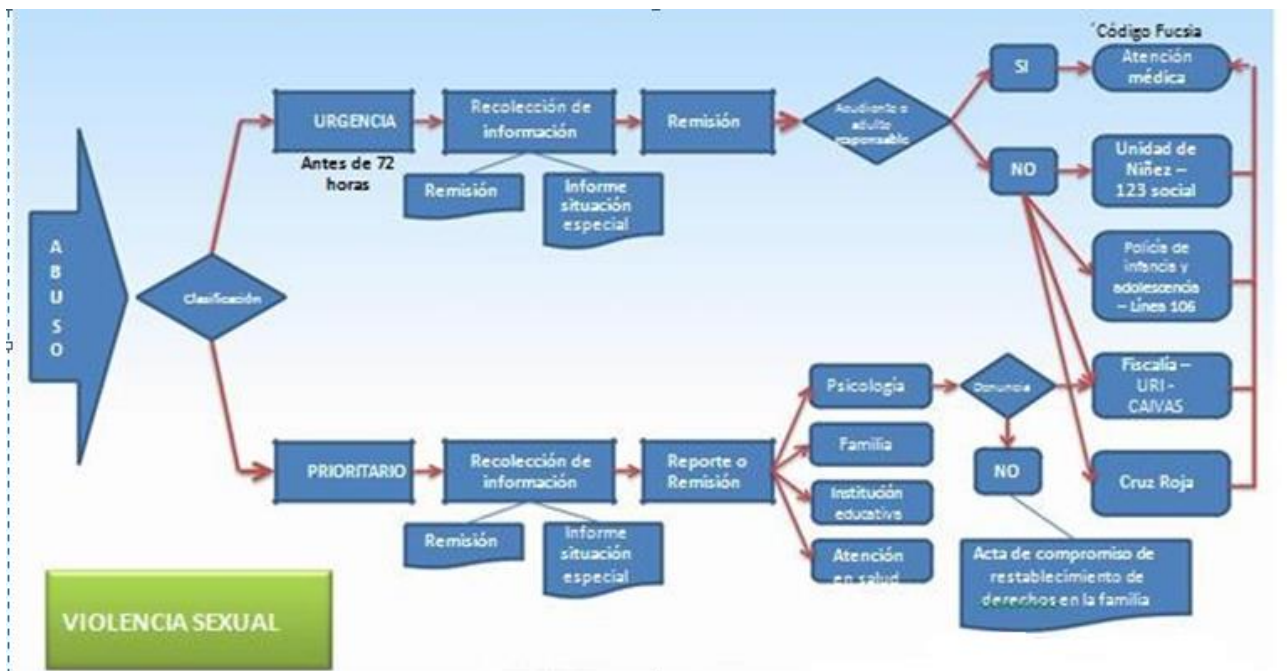 ´Código Fucsia
Atención
médica
SI
URGENCIA
Antes de 72
horas
Recolección de
información
Remisión
Acudiente o
adulto
responsable
Remisión
Informe
situación
especial
NO
Unidad de
Niñez –
123 social
Policía de
infancia y
adolescencia
– Línea 106
A
B
U
S
O
Clasificación
Fiscalía –
URI -
CAIVAS
Psicología
Denuncia
Familia
PRIORITARIO
Recolección de
información
Reporte o
Remisión
NO
Cruz Roja
Institución
educativa
Remisión
Informe
situación
especial
Atención
en salud
Acta de compromiso de
restablecimiento de
derechos en la familia
VIOLENCIA SEXUAL